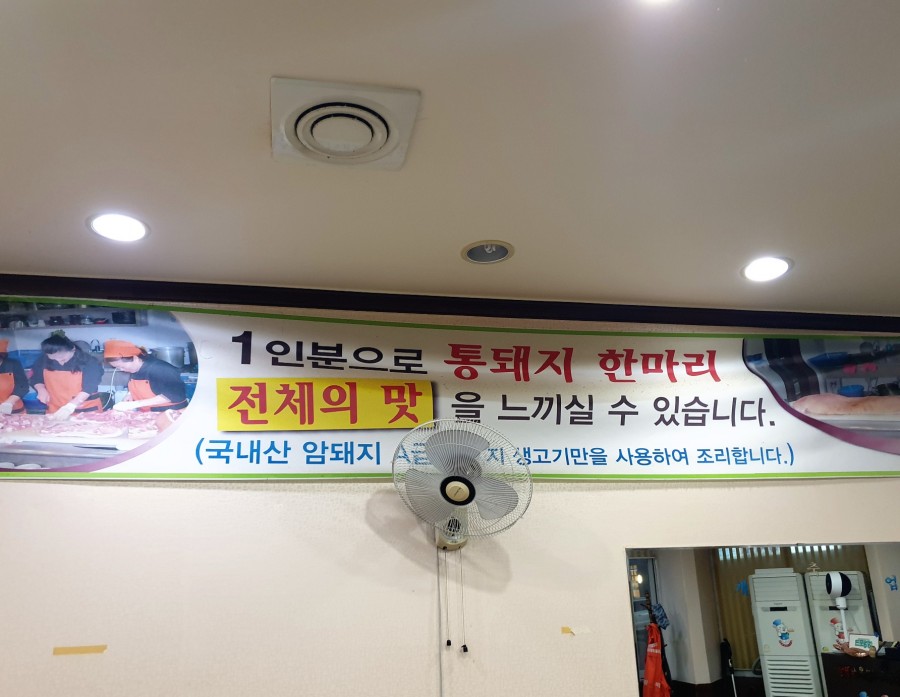 1인분으로 통돼지 한마리
전체의 맛 을 느끼실 수 있습니다.
(국내산 암돼지 생고기만을 사용하여 조리합니다.)